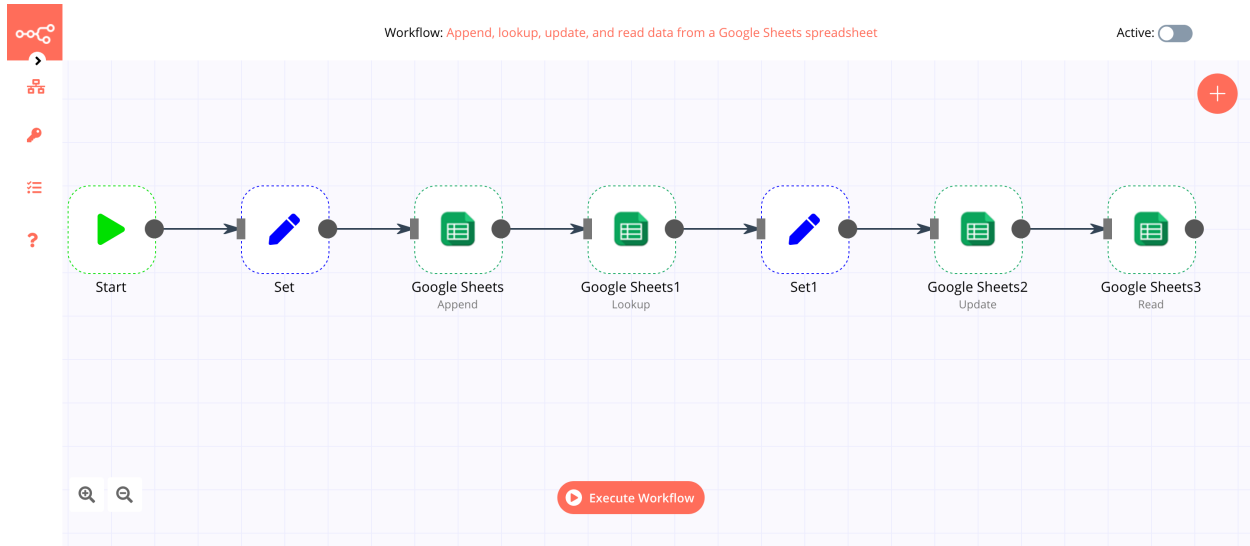 Workflow: Append, lookup, update, and read data from a Google Sheets spreadsheet
Active:
Start
Set
Google Sheets
Append
Google Sheets1
Lookup
Set1
Google Sheets2
Update
Google Sheets3
Read
Execute Workflow